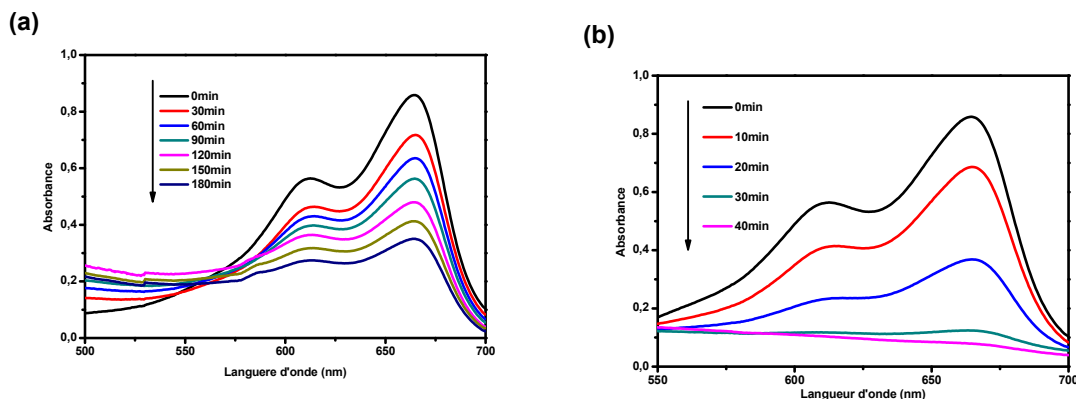 (a)
1,0
0,8
0,6
0,4
0,2
0,0
Absorbance
0min
30min
60min
90min
120min
150min
180min
500
550
600
650
700
Languere d'onde (nm)
(b)
1,0
0,8
0,6
0,4
0,2
0,0
Absorbance
0min
10min
20min
30min
40min
550
600
650
700
Langueur d'onde (nm)